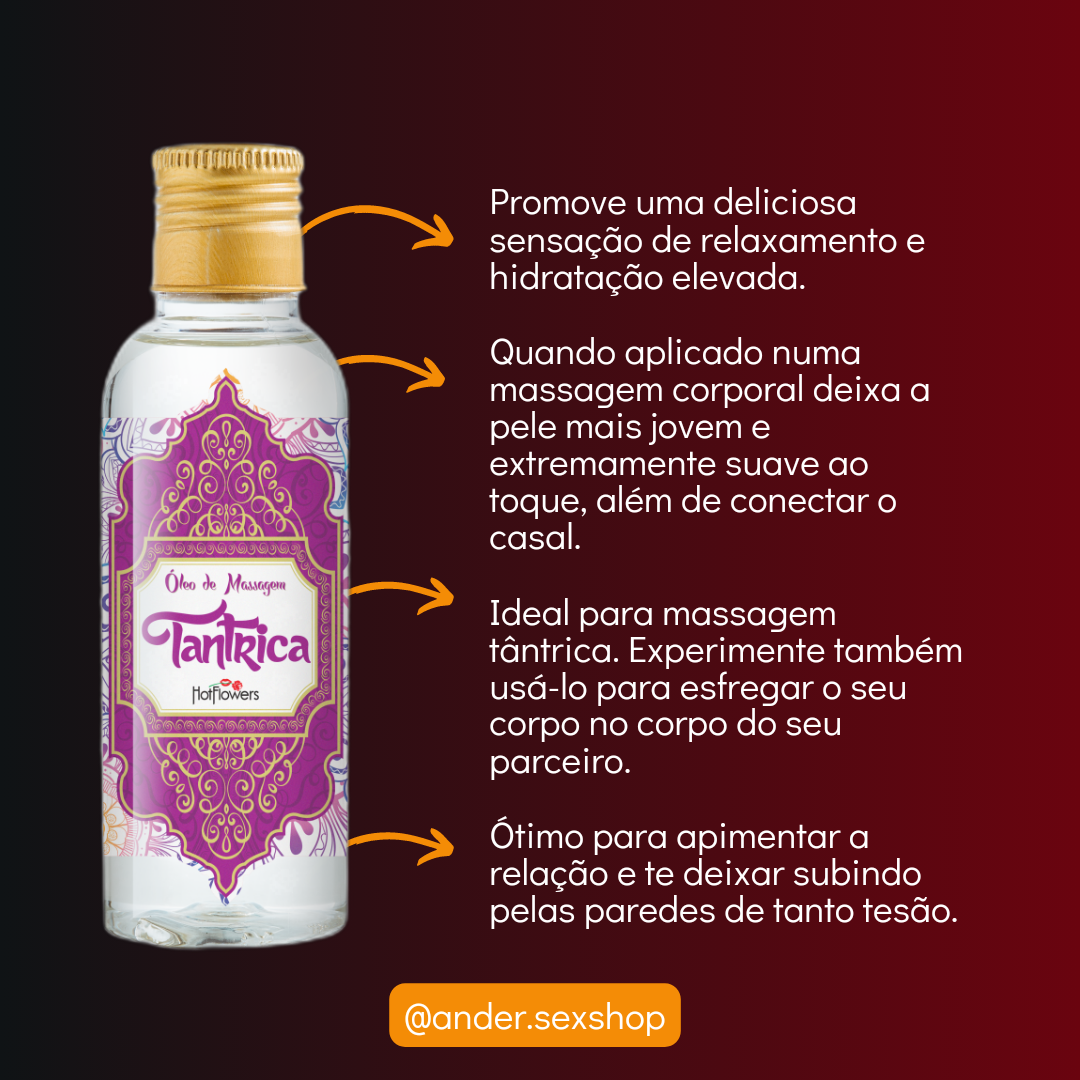 Promove uma deliciosa
sensação de relaxamento e
hidratação elevada.
Quando aplicado numa
massagem corporal deixa a
pele mais jovem e
extremamente suave ao
toque, além de conectar o
casal.
Ideal para massagem
tântrica. Experimente também
usá-lo para esfregar o seu
corpo no corpo do seu
parceiro.
Ótimo para apimentar a
relação e te deixar subindo
pelas paredes de tanto tesão.
Óleo de Massagem
Tantrica
HotFlowers
@ander.sexshop